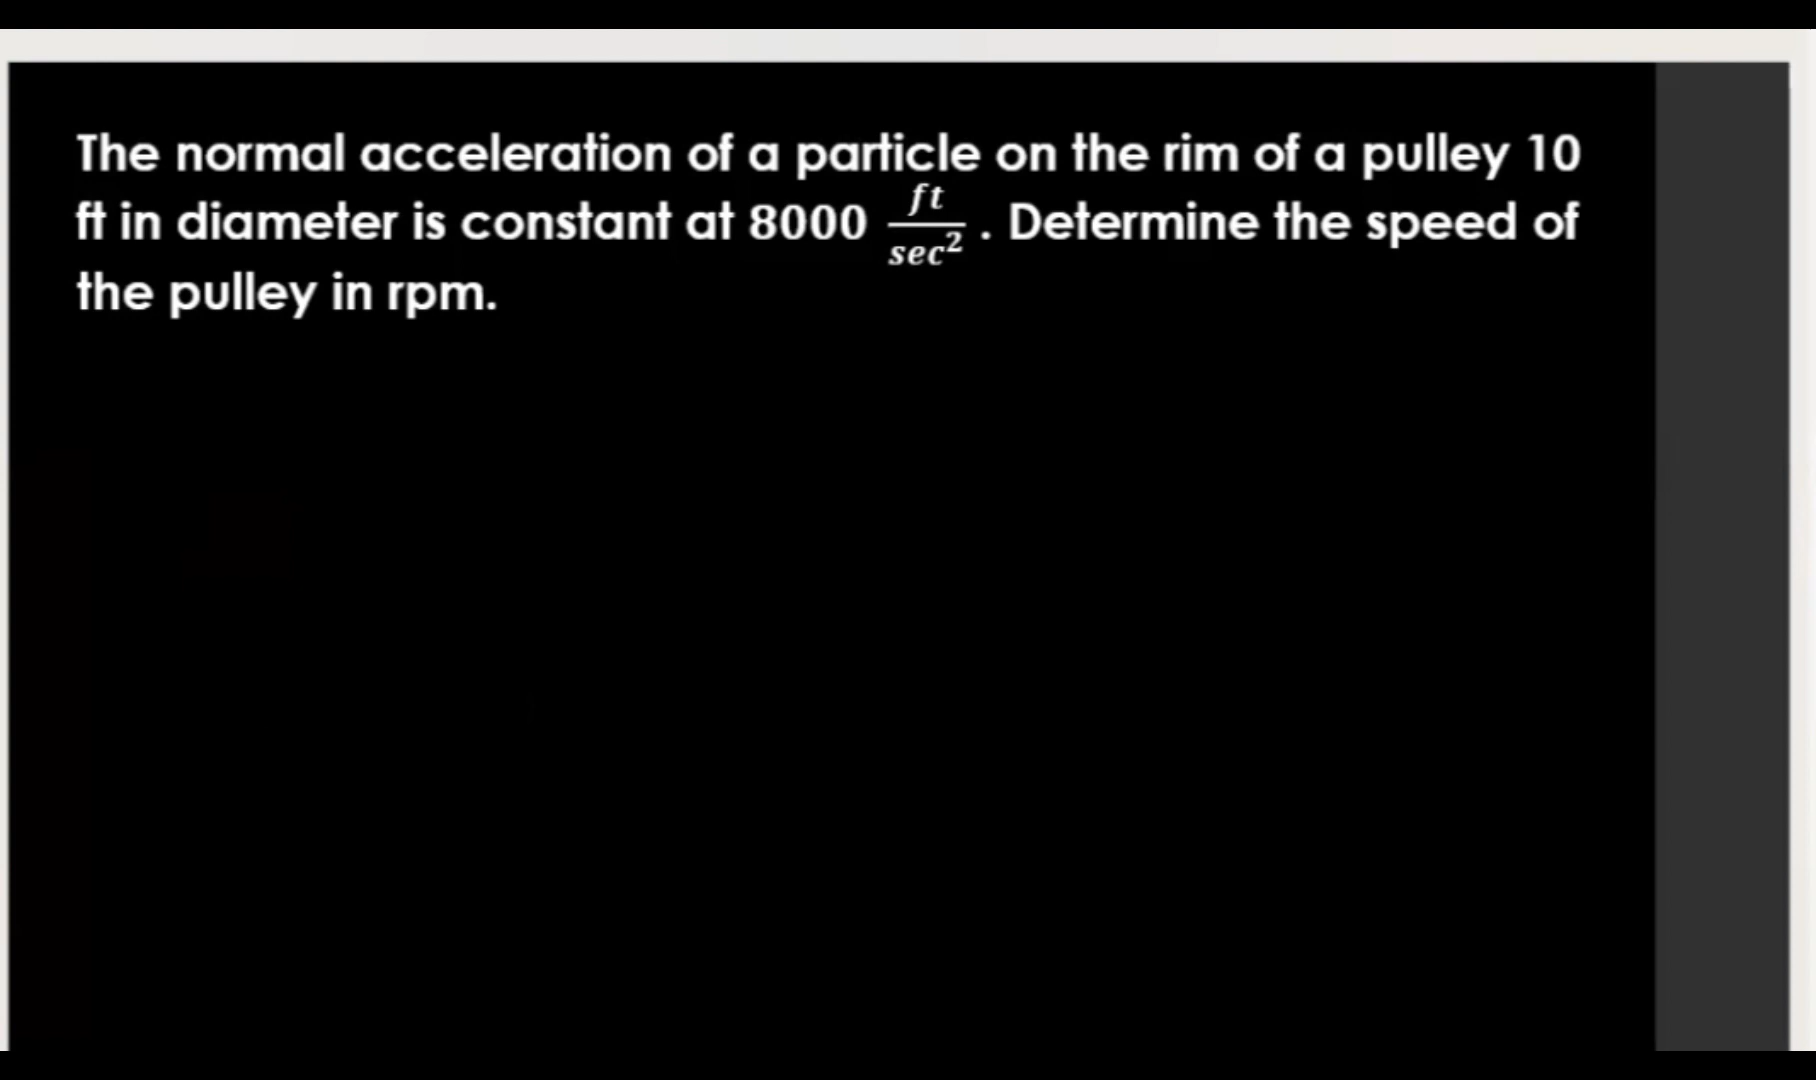 The normal acceleration of a particle on the rim of a pulley 10
ft in diameter is constant at 8000 ft/sec². Determine the speed of
the pulley in rpm.